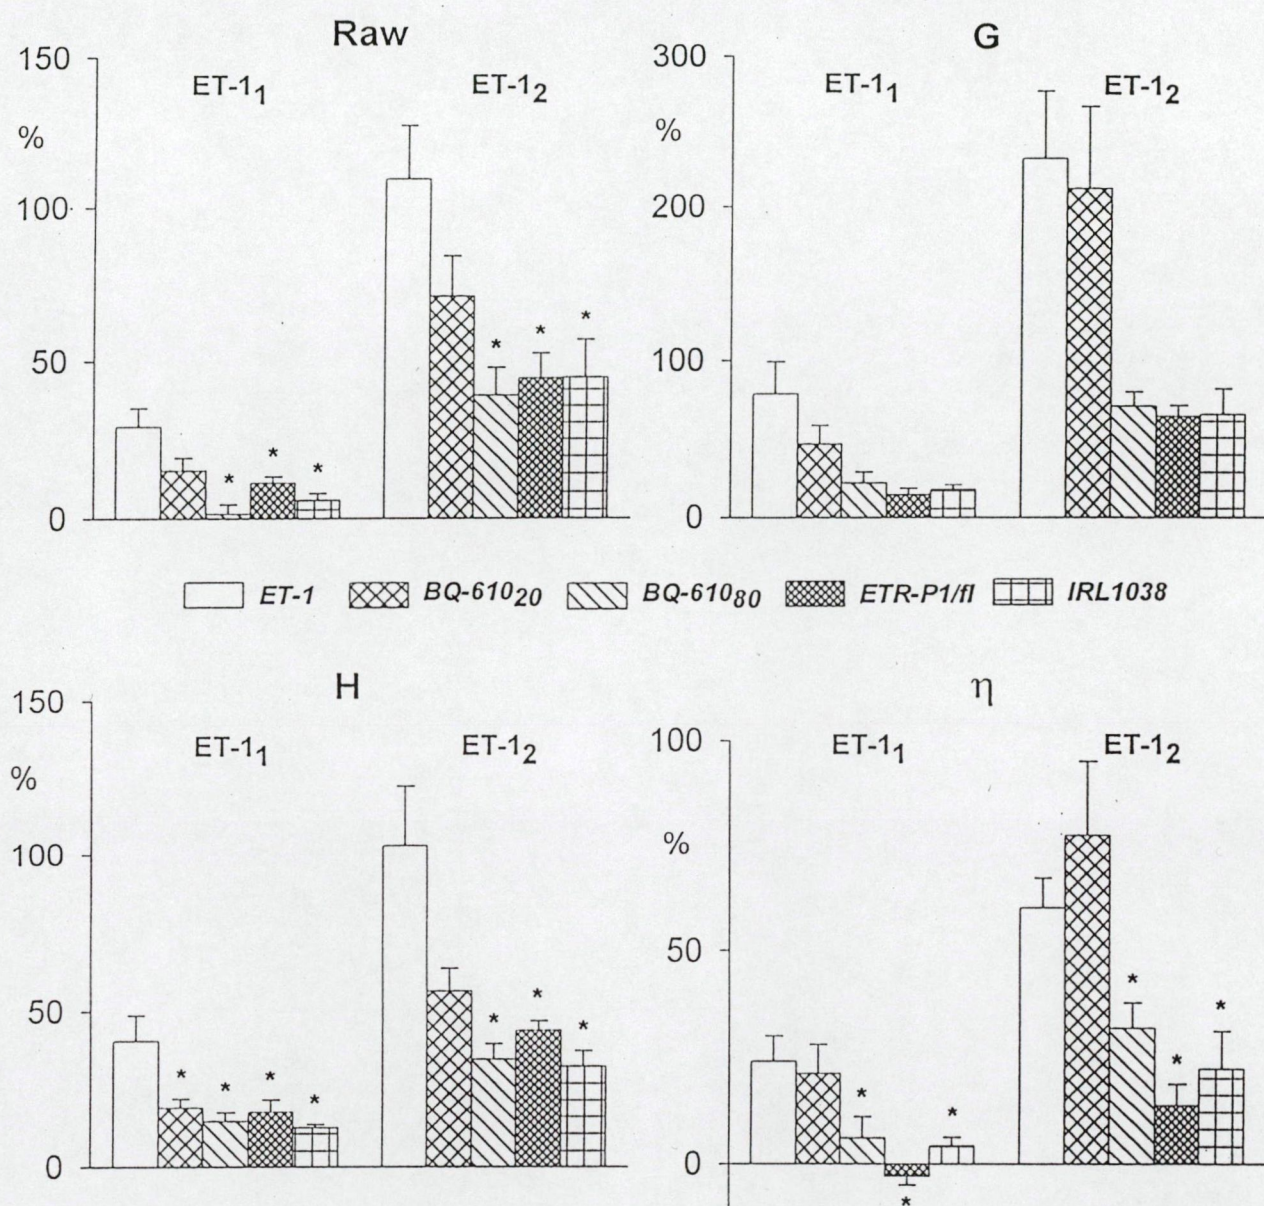 Raw
150
ET-1₁
ET-1₂
%
100
50
*
*
*
*
*
*
0
G
300
ET-1₁
ET-1₂
%
200
100
0
ET-1 BQ-610₂₀ BQ-610₈₀ ETR-P1/fl IRL1038
H
150
ET-1₁
ET-1₂
%
100
50
*
*
*
*
*
*
*
0
η
100
ET-1₁
ET-1₂
%
50
*
*
*
*
*
0
*